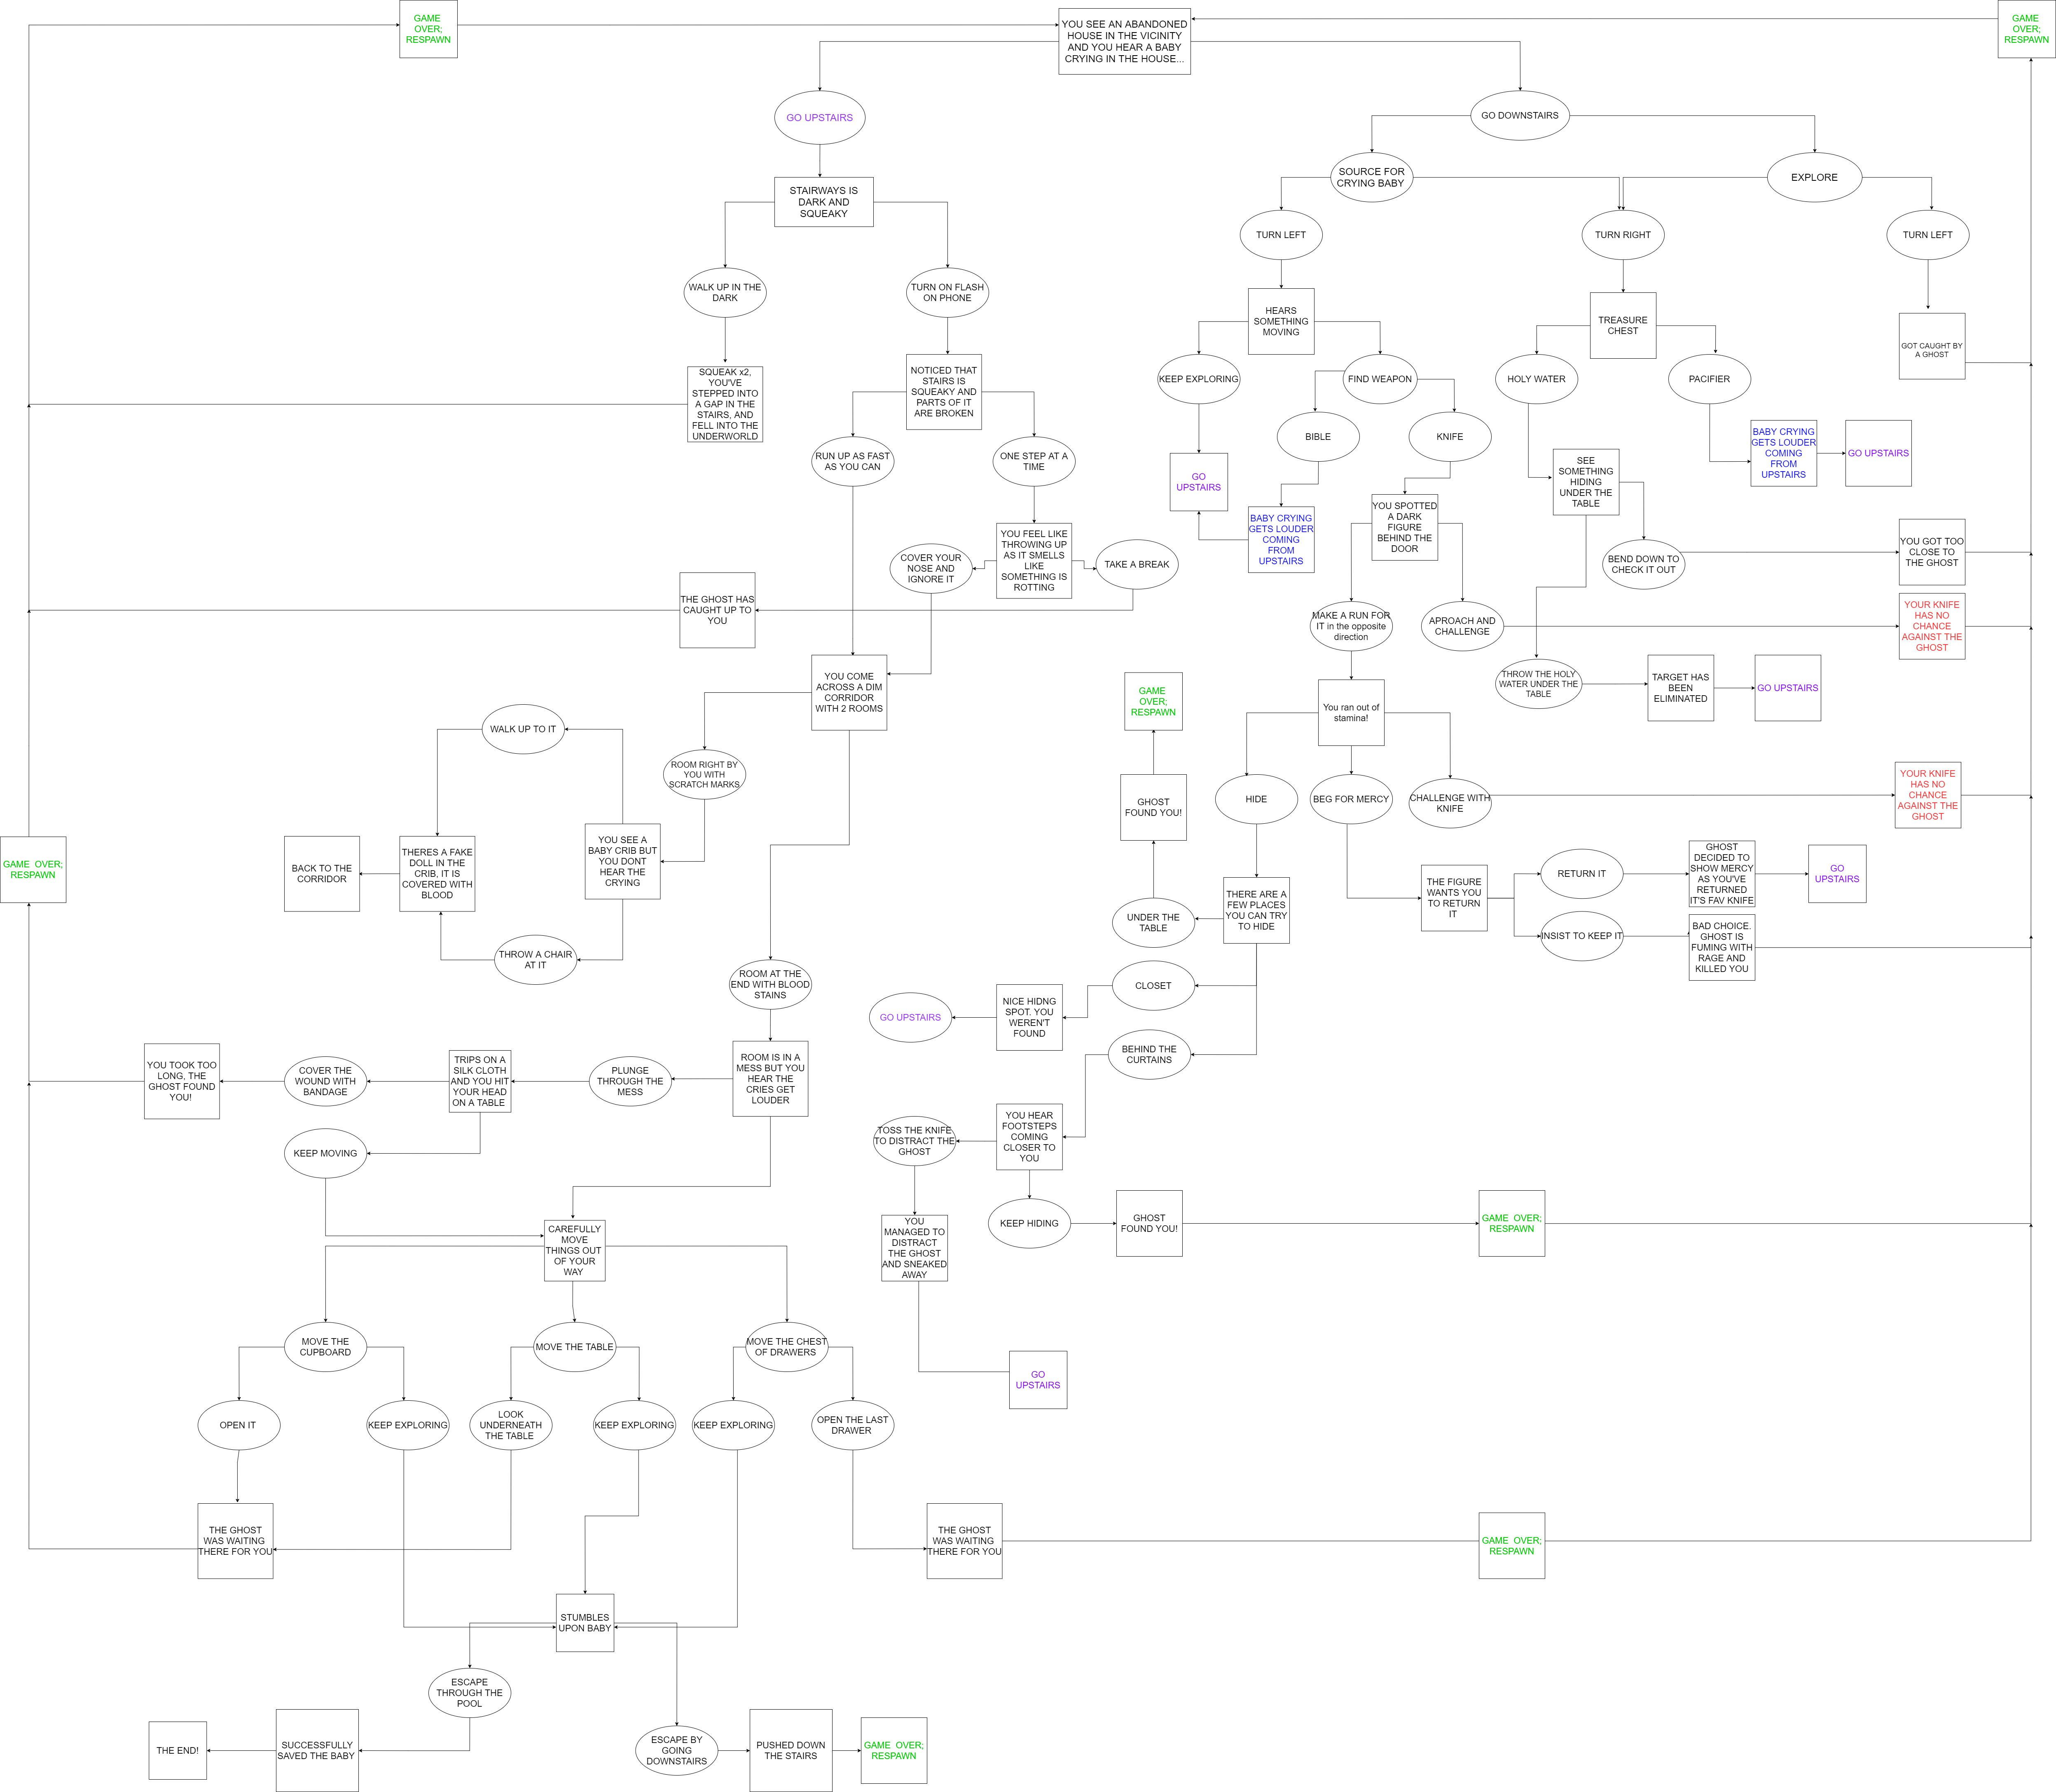 GAME
OVER;
RESPAWN
YOU SEE AN ABANDONED
HOUSE IN THE VICINITY
AND YOU HEAR A BABY
CRYING IN THE HOUSE...
GAME
OVER;
RESPAWN
GO UPSTAIRS
GO DOWNSTAIRS
SOURCE FOR
CRYING BABY
EXPLORE
STAIRWAYS IS
DARK AND
SQUEAKY
TURN LEFT
TURN RIGHT
TURN LEFT
WALK UP IN THE
DARK
TURN ON FLASH
ON PHONE
HEARS
SOMETHING
MOVING
TREASURE
CHEST
GOT CAUGHT BY
A GHOST
SQUEAK x2,
YOU'VE
STEPPED INTO
A GAP IN THE
STAIRS, AND
FELL INTO THE
UNDERWORLD
NOTICED THAT
STAIRS IS
SQUEAKY AND
PARTS OF IT
ARE BROKEN
KEEP EXPLORING
FIND WEAPON
HOLY WATER
PACIFIER
RUN UP AS FAST
AS YOU CAN
ONE STEP AT A
TIME
BIBLE
KNIFE
BABY CRYING
GETS LOUDER
COMING
FROM
UPSTAIRS
GO UPSTAIRS
GO
UPSTAIRS
SEE
SOMETHING
HIDING
UNDER THE
TABLE
BABY CRYING
GETS LOUDER
COMING
FROM
UPSTAIRS
YOU SPOTTED
A DARK
FIGURE
BEHIND THE
DOOR
COVER YOUR
NOSE AND
IGNORE IT
YOU FEEL LIKE
THROWING UP
AS IT SMELLS
LIKE
SOMETHING IS
ROTTING
TAKE A BREAK
BEND DOWN TO
CHECK IT OUT
YOU GOT TOO
CLOSE TO
THE GHOST
THE GHOST HAS
CAUGHT UP TO
YOU
MAKE A RUN FOR
IT in the opposite
direction
APROACH AND
CHALLENGE
YOUR KNIFE
HAS NO
CHANCE
AGAINST THE
GHOST
YOU COME
ACROSS A DIM
CORRIDOR
WITH 2 ROOMS
THROW THE HOLY
WATER UNDER THE
TABLE
TARGET HAS
BEEN
ELIMINATED
GO UPSTAIRS
GAME
OVER;
RESPAWN
You ran out of
stamina!
WALK UP TO IT
ROOM RIGHT BY
YOU WITH
SCRATCH MARKS
GHOST
FOUND YOU!
HIDE
BEG FOR MERCY
CHALLENGE WITH
KNIFE
YOUR KNIFE
HAS NO
CHANCE
AGAINST THE
GHOST
GAME OVER;
RESPAWN
BACK TO THE
CORRIDOR
THERES A FAKE
DOLL IN THE
CRIB, IT IS
COVERED WITH
BLOOD
YOU SEE A
BABY CRIB BUT
YOU DONT
HEAR THE
CRYING
UNDER THE
TABLE
THERE ARE A
FEW PLACES
YOU CAN TRY
TO HIDE
THE FIGURE
WANTS YOU
TO RETURN
IT
RETURN IT
GHOST
DECIDED TO
SHOW MERCY
AS YOU'VE
RETURNED
IT'S FAV KNIFE
GO
UPSTAIRS
INSIST TO KEEP IT
BAD CHOICE.
GHOST IS
FUMING WITH
RAGE AND
KILLED YOU
THROW A CHAIR
AT IT
ROOM AT THE
END WITH BLOOD
STAINS
CLOSET
GO UPSTAIRS
NICE HIDNG
SPOT. YOU
WEREN'T
FOUND
BEHIND THE
CURTAINS
YOU TOOK TOO
LONG, THE
GHOST FOUND
YOU!
COVER THE
WOUND WITH
BANDAGE
TRIPS ON A
SILK CLOTH
AND YOU HIT
YOUR HEAD
ON A TABLE
PLUNGE
THROUGH THE
MESS
ROOM IS IN A
MESS BUT YOU
HEAR THE
CRIES GET
LOUDER
KEEP MOVING
TOSS THE KNIFE
TO DISTRACT THE
GHOST
YOU HEAR
FOOTSTEPS
COMING
CLOSER TO
YOU
CAREFULLY
MOVE
THINGS OUT
OF YOUR
WAY
YOU
MANAGED TO
DISTRACT
THE GHOST
AND SNEAKED
AWAY
KEEP HIDING
GHOST
FOUND YOU!
GAME OVER;
RESPAWN
MOVE THE
CUPBOARD
MOVE THE TABLE
MOVE THE CHEST
OF DRAWERS
GO
UPSTAIRS
OPEN IT
KEEP EXPLORING
LOOK
UNDERNEATH
THE TABLE
KEEP EXPLORING
KEEP EXPLORING
OPEN THE LAST
DRAWER
THE GHOST
WAS WAITING
THERE FOR YOU
THE GHOST
WAS WAITING
THERE FOR YOU
GAME OVER;
RESPAWN
STUMBLES
UPON BABY
ESCAPE
THROUGH THE
POOL
THE END!
SUCCESSFULLY
SAVED THE BABY
ESCAPE BY
GOING
DOWNSTAIRS
PUSHED DOWN
THE STAIRS
GAME OVER;
RESPAWN